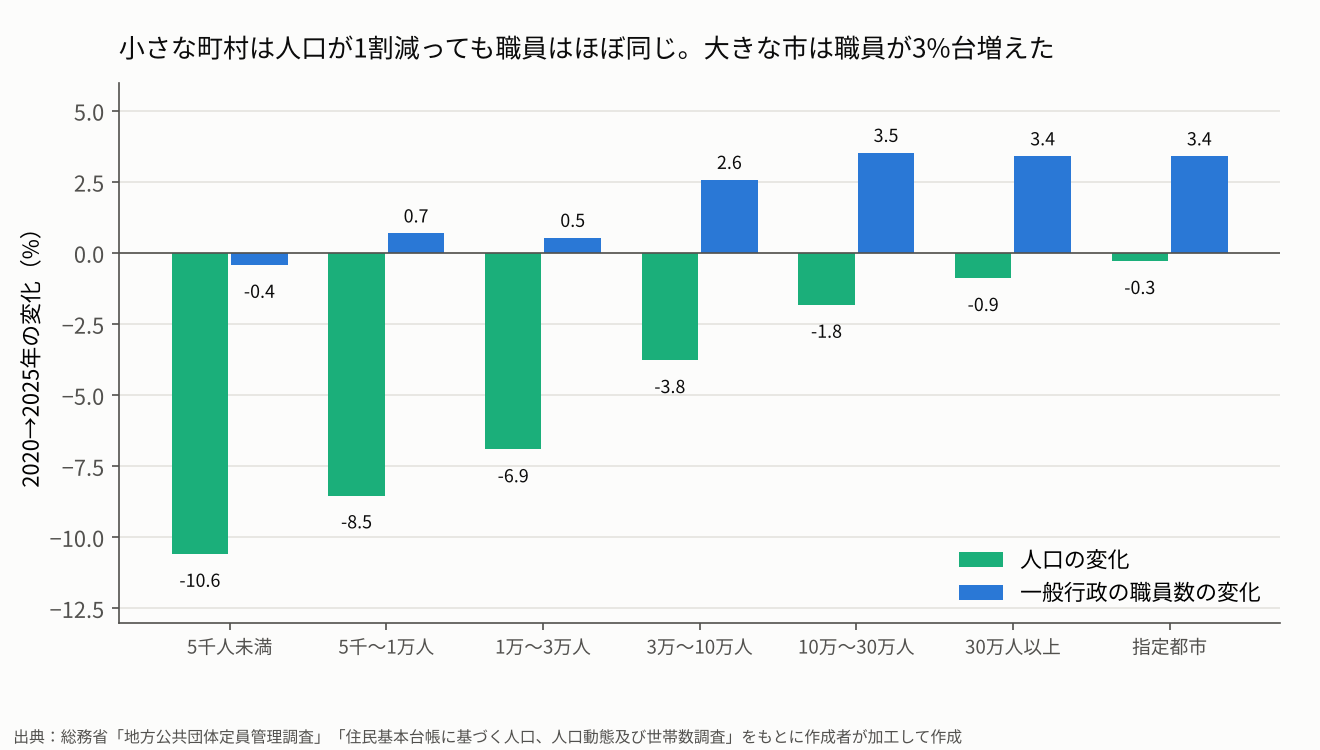 小さな町村は人口が1割減っても職員はほぼ同じ。大きな市は職員が3%台増えた
2020→2025年の変化（%）
5.0
2.5
0.0
−2.5
−5.0
−7.5
−10.0
−12.5
-10.6
-0.4
-8.5
0.7
-6.9
0.5
-3.8
2.6
-1.8
3.5
-0.9
3.4
-0.3
3.4
人口の変化
一般行政の職員数の変化
5千人未満
5千〜1万人
1万〜3万人
3万〜10万人
10万〜30万人
30万人以上
指定都市
出典：総務省「地方公共団体定員管理調査」「住民基本台帳に基づく人口、人口動態及び世帯数調査」をもとに作成者が加工して作成